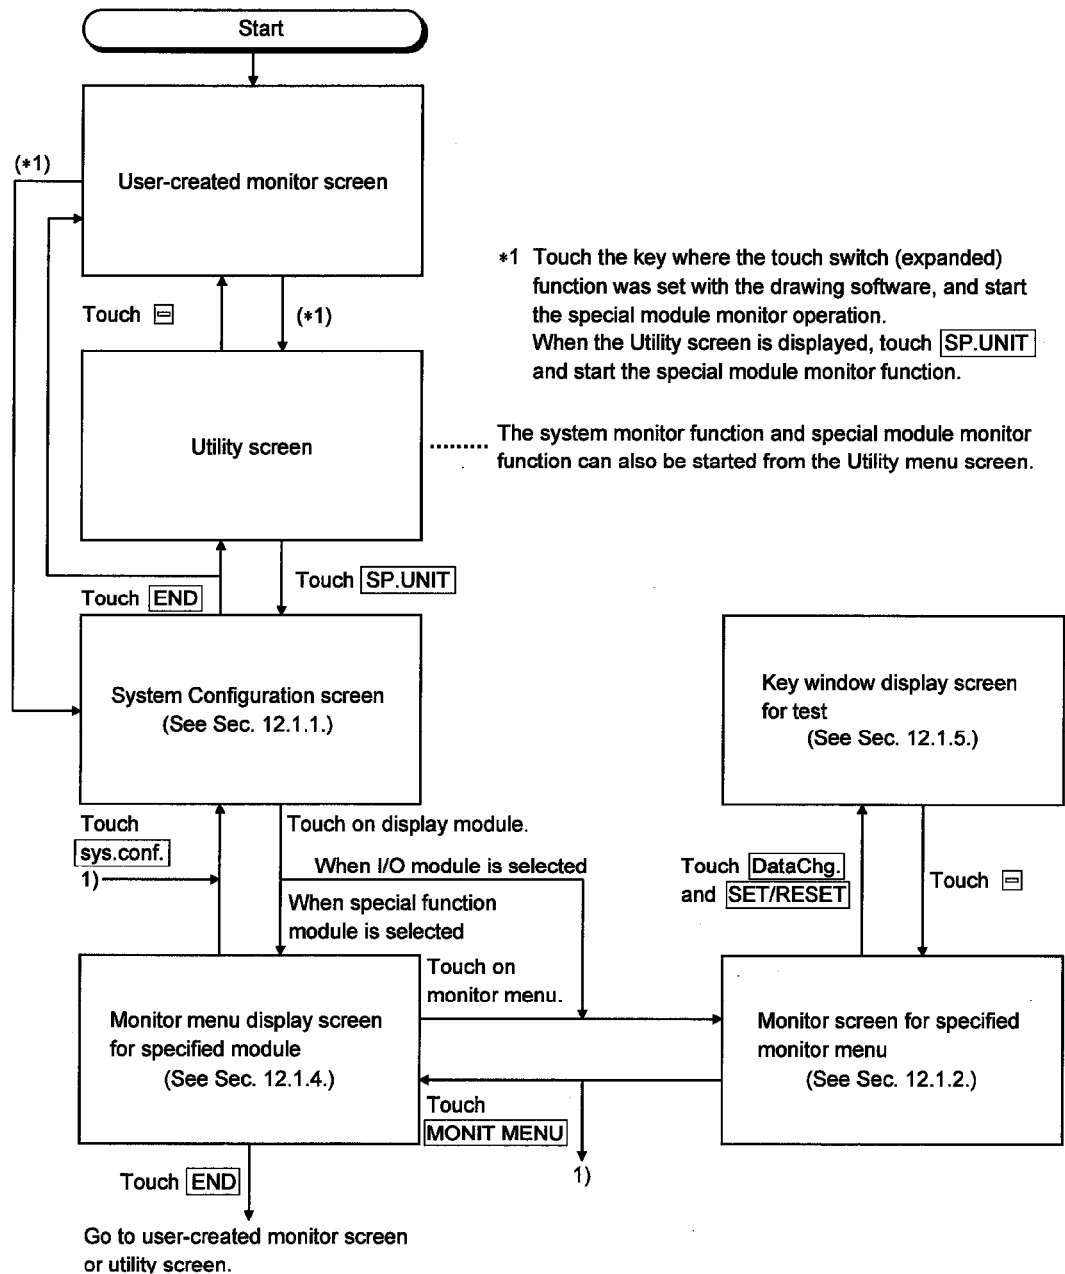 Start
(*1)
User-created monitor screen
Touch
(*1)
*1 Touch the key where the touch switch (expanded)
function was set with the drawing software, and start
the special module monitor operation.
When the Utility screen is displayed, touch SP.UNIT
and start the special module monitor function.
Utility screen
......... The system monitor function and special module monitor
function can also be started from the Utility menu screen.
Touch SP.UNIT
Touch END
System Configuration screen
(See Sec. 12.1.1.)
Key window display screen
for test
(See Sec. 12.1.5.)
Touch
sys.conf.
1)
Touch on display module.
When I/O module is selected
When special function
module is selected
Touch DataChg.
and SET/RESET
Touch
Touch on
monitor menu.
Monitor menu display screen
for specified module
(See Sec. 12.1.4.)
Monitor screen for specified
monitor menu
(See Sec. 12.1.2.)
Touch
MONIT MENU
1)
Touch END
Go to user-created monitor screen
or utility screen.